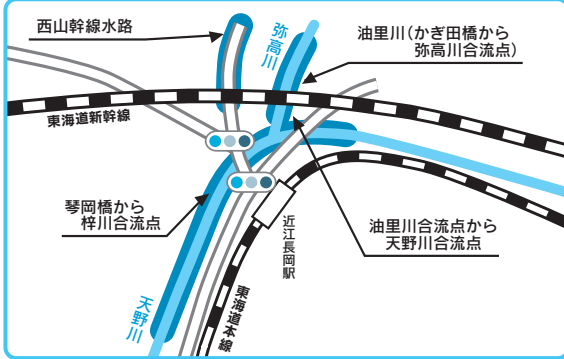 西山幹線水路
弥高川
油里川（かぎ田橋から
弥高川合流点）
東海道新幹線
琴岡橋から
梓川合流点
近江長岡駅
油里川合流点から
天野川合流点
天野川
東海道本線